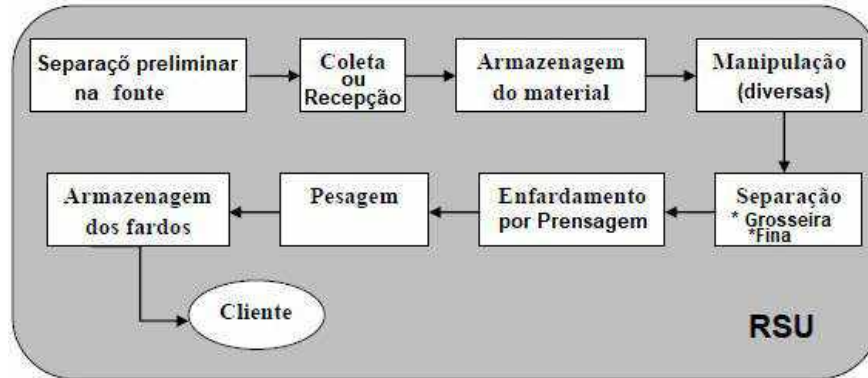 Separaçõ preliminar
na fonte
Coleta
ou
Recepção
Armazenagem
do material
Manipulação
(diversas)
Separação
* Grosseira
*Fina
Enfardamento
por Prensagem
Pesagem
Armazenagem
dos fardos
Cliente
RSU